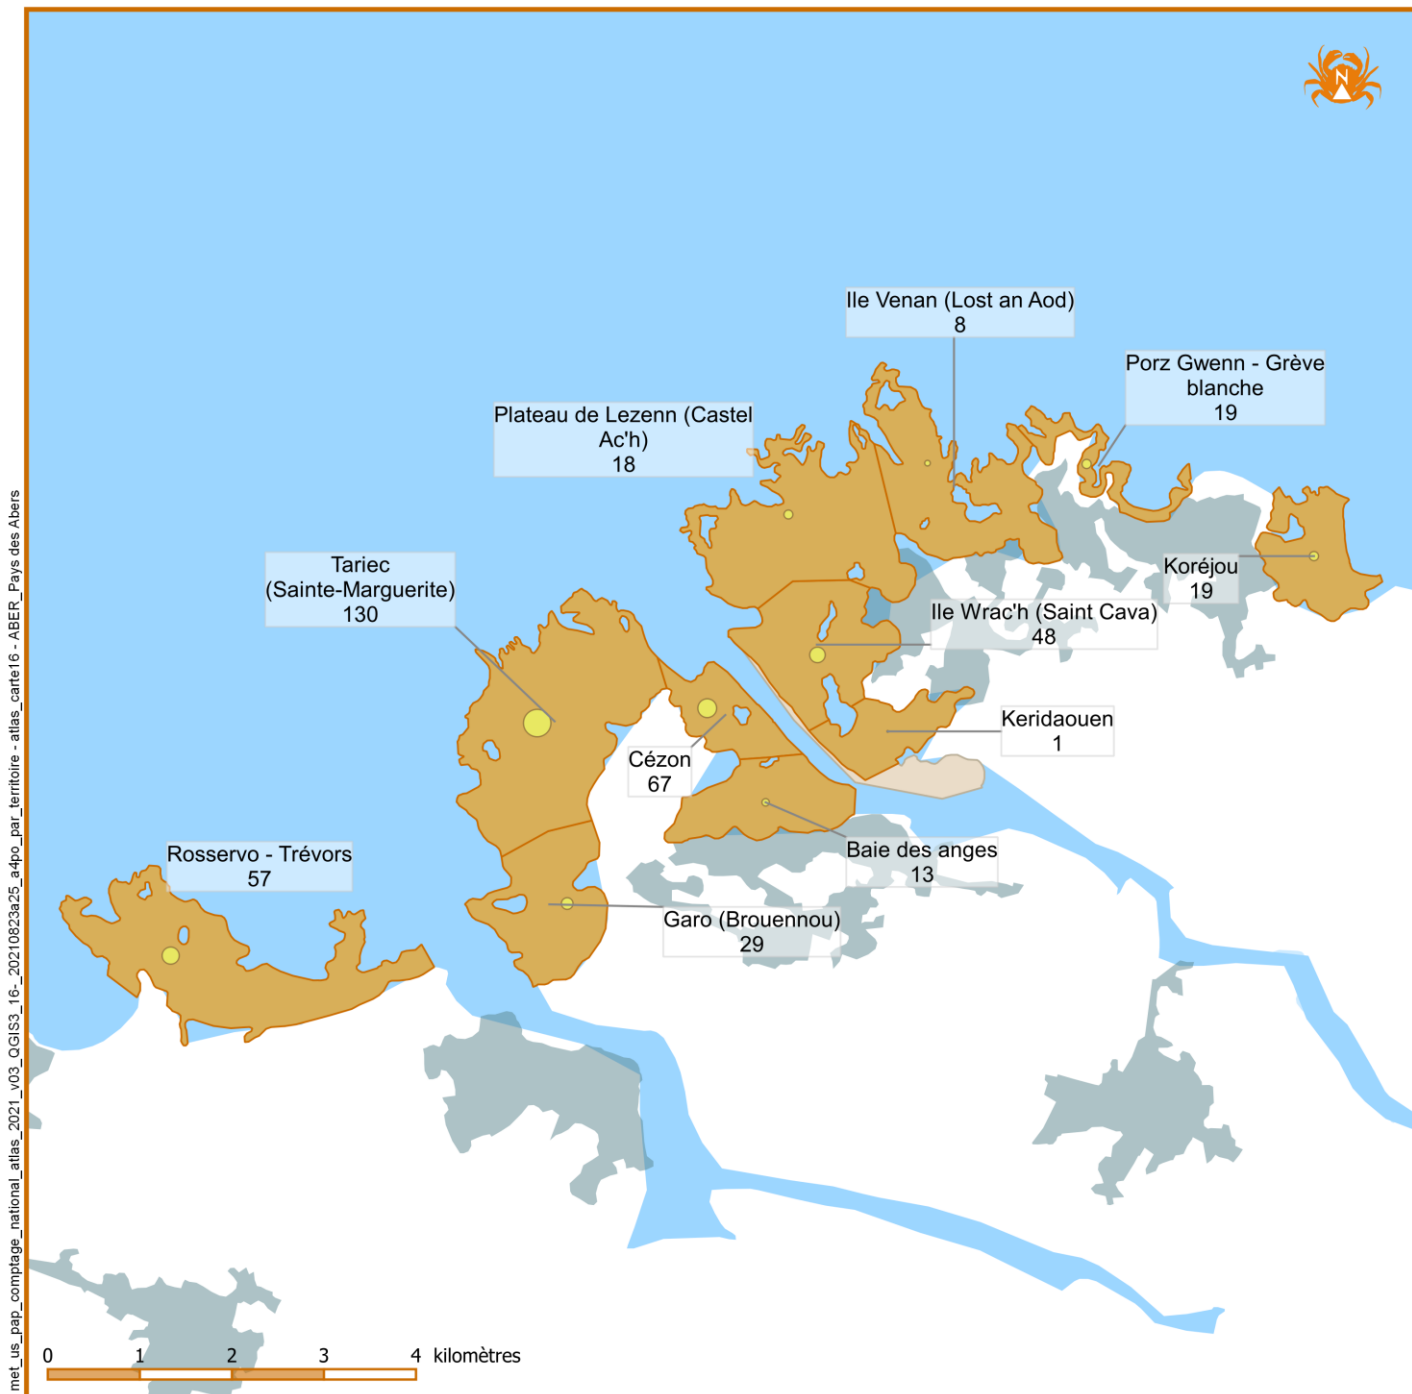 N
Ile Venan (Lost an Aod)
8
Porz Gwenn - Grève
blanche
19
Plateau de Lezenn (Castel
Ac'h)
18
Tariec
(Sainte-Marguerite)
130
Koréjou
19
Ile Wrac'h (Saint Cava)
48
Keridaouen
1
Cézon
67
Baie des anges
13
Rosservo - Trévors
57
Garo (Brouennou)
29
0 1 2 3 4 kilomètres
met_us_pap_comptage_national_atlas_2021_v03_QGIS3_16-_20210823a25_a4po_par_territoire - atlas_carte16 - ABER_Pays des Abers